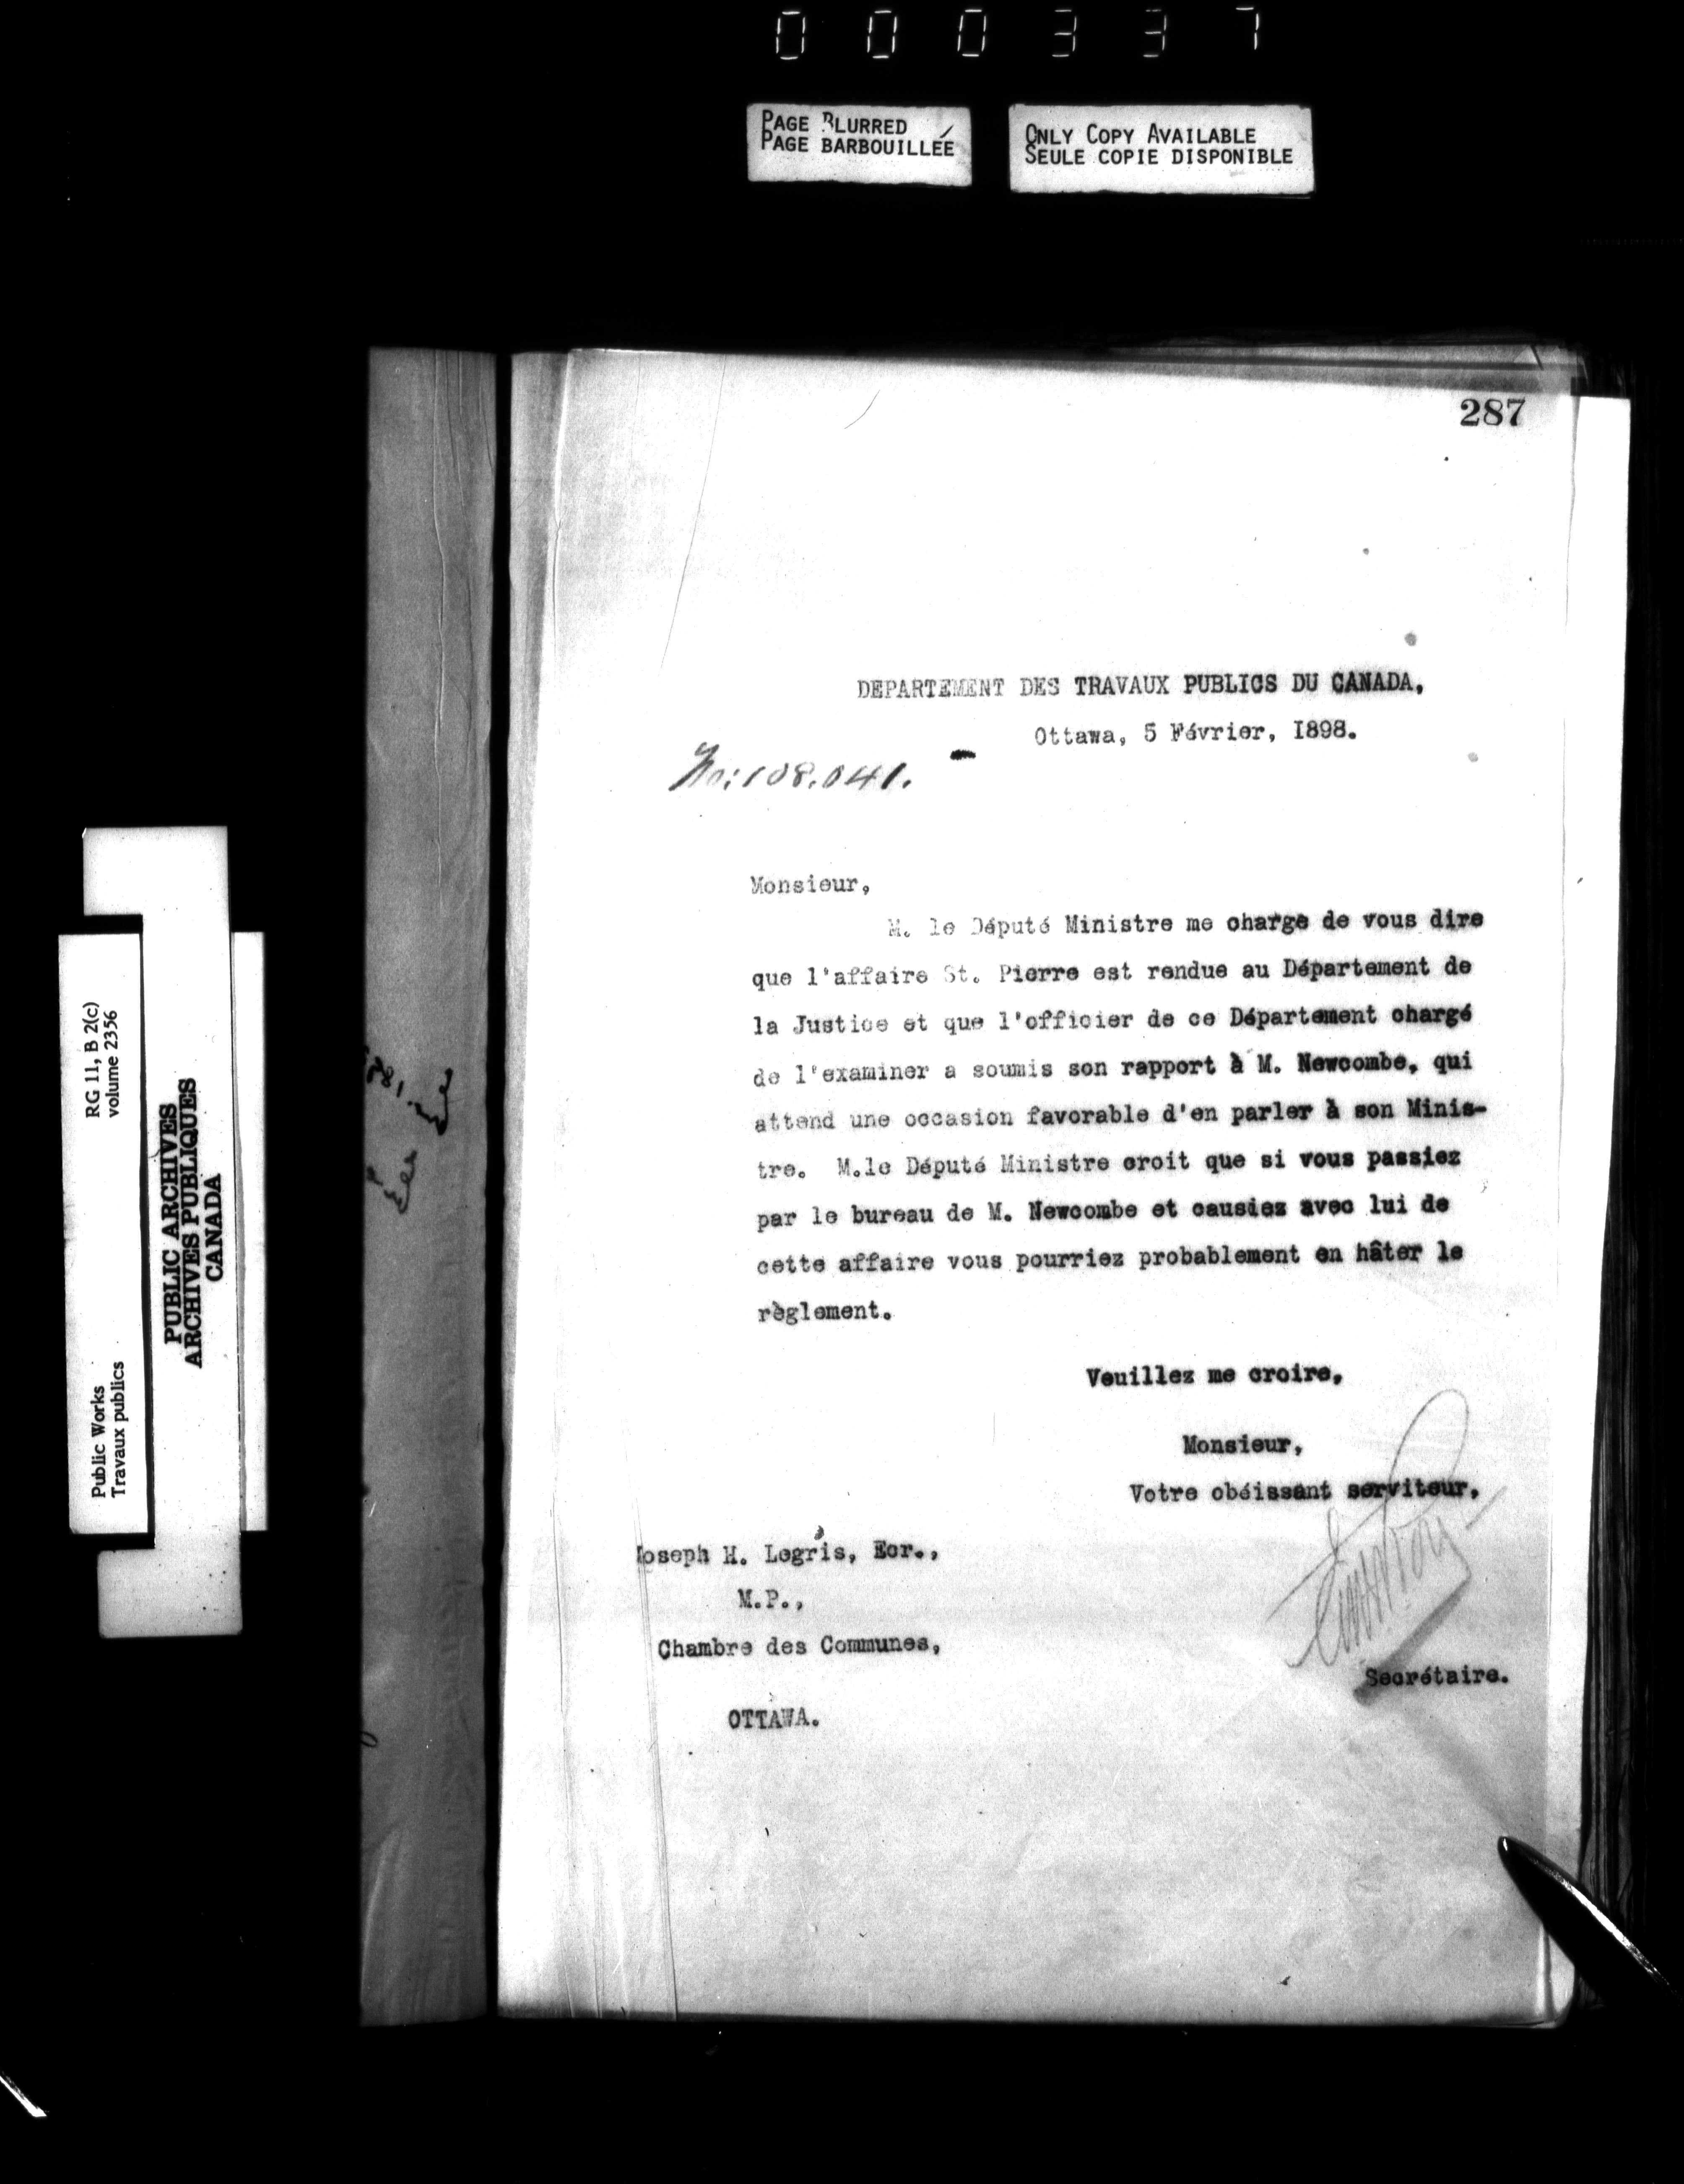 000337
PAGE BLURRED
PAGE BARBOUILLÉE
ONLY COPY AVAILABLE
SEULE COPIE DISPONIBLE
287
DEPARTEMENT DES TRAVAUX PUBLICS DU CANADA.
Ottawa, 5 Février, 1898.
No: 108.041.
Monsieur,
M. le Député Ministre me charge de vous dire
que l'affaire St. Pierre est rendue au Département de
la Justice et que l'officier de ce Département chargé
de l'examiner a soumis son rapport à M. Newcombe, qui
attend une occasion favorable d'en parler à son Minis-
tre. M.le Député Ministre croit que si vous passiez
par le bureau de M. Newcombe et causiez avec lui de
cette affaire vous pourriez probablement en hâter le
règlement.
Veuillez me croire,
Monsieur,
Votre obéissant serviteur,
Secrétaire.
Joseph H. Legris, Ecr.,
M.P.,
Chambre des Communes,
OTTAWA.
RG 11, B 2(c)
volume 2356
Public Works
Travaux publics
PUBLIC ARCHIVES
ARCHIVES PUBLIQUES
CANADA